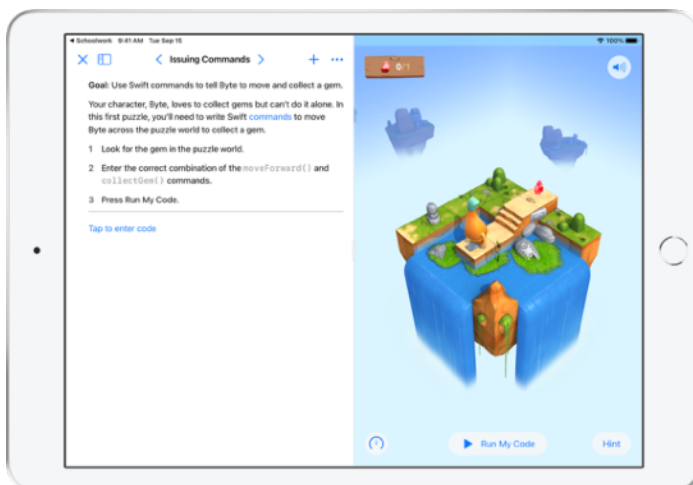 Schoolwork 9:41 AM Tue Sep 15
100%
Issuing Commands
Goal: Use Swift commands to tell Byte to move and collect a gem.
Your character, Byte, loves to collect gems but can't do it alone. In
this first puzzle, you'll need to write Swift commands to move
Byte across the puzzle world to collect a gem.
1 Look for the gem in the puzzle world.
2 Enter the correct combination of the moveForward() and
collectGem() commands.
3 Press Run My Code.
Tap to enter code
0/1
Run My Code
Hint